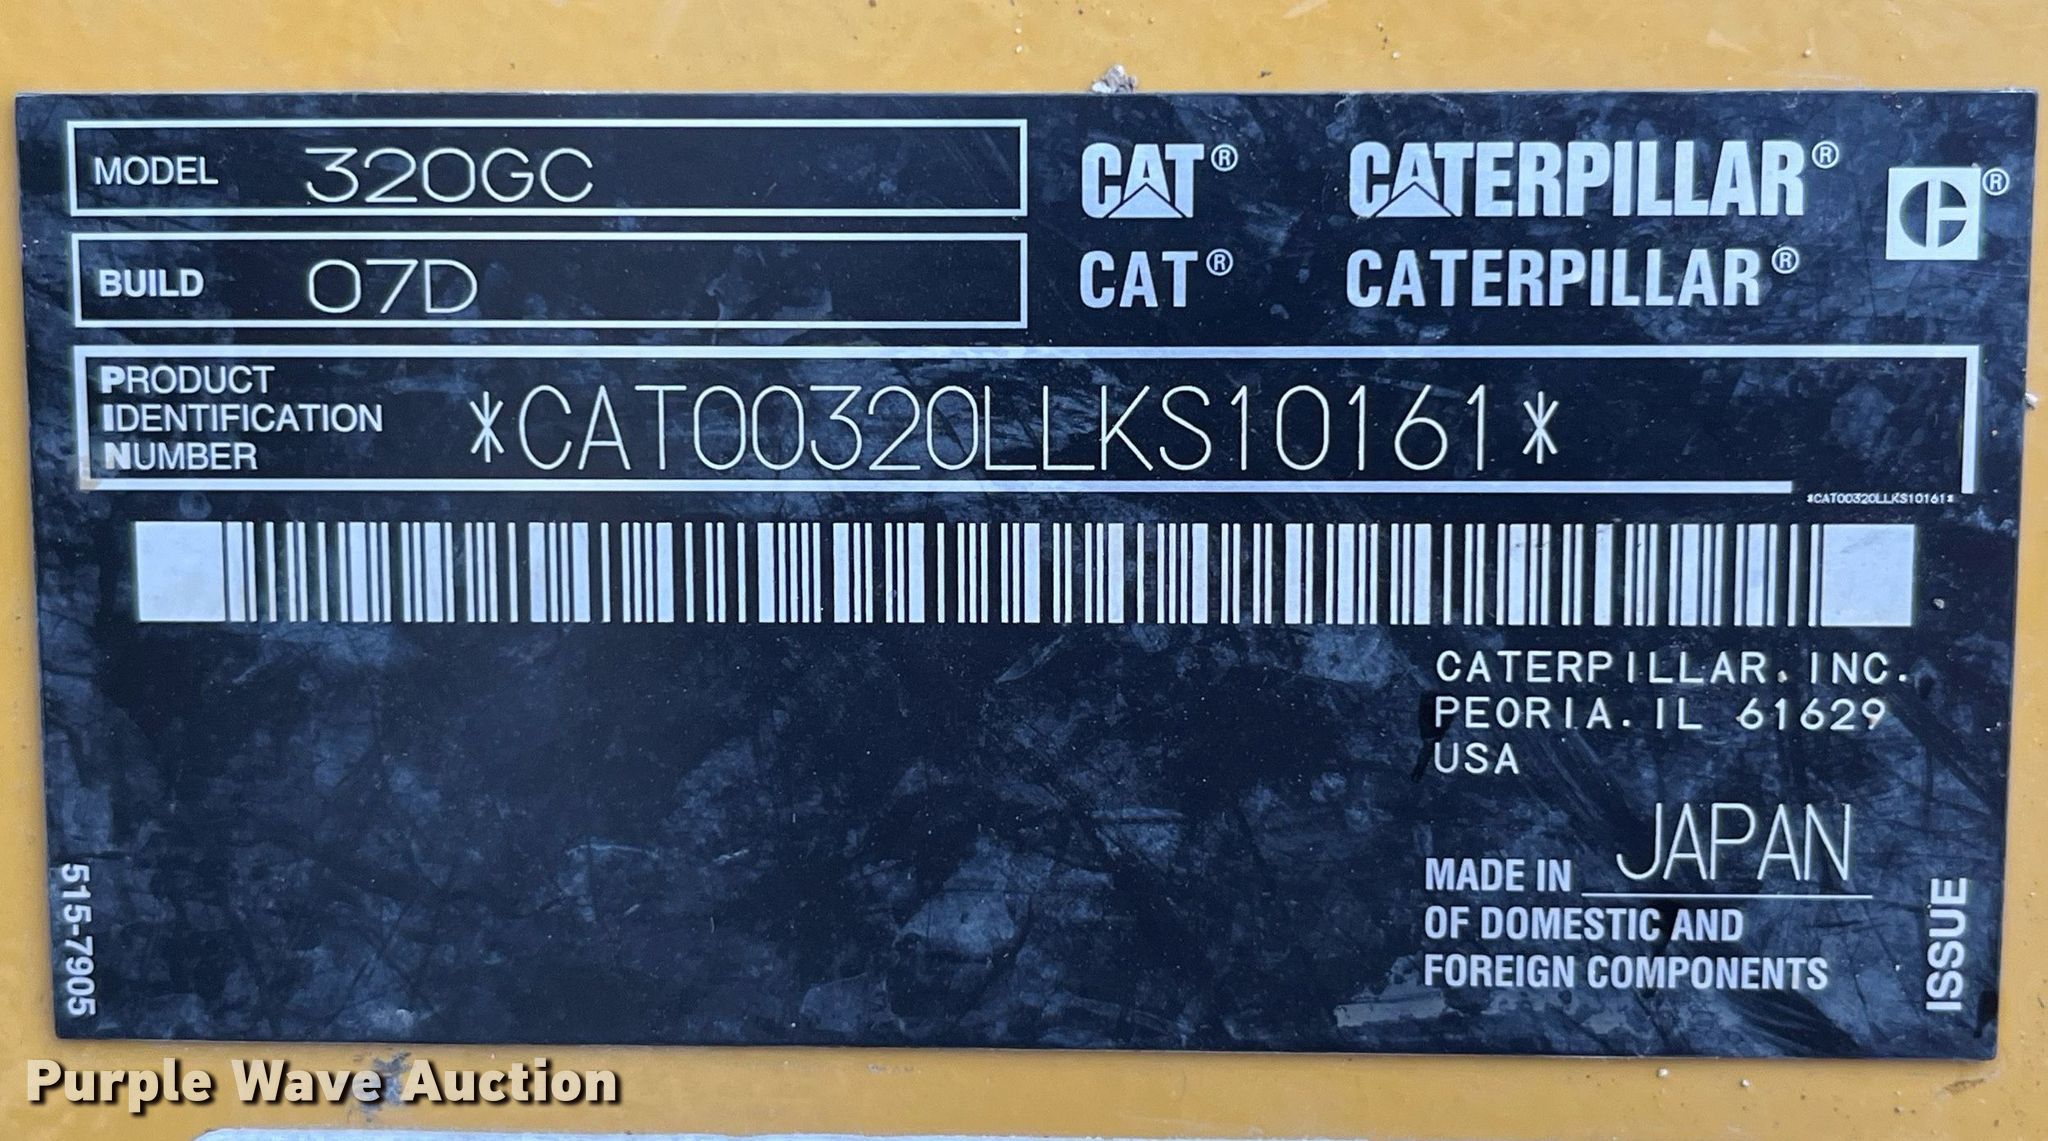 MODEL 320GC
BUILD 07D
CAT® CATERPILLAR® ®
CAT® CATERPILLAR®
PRODUCT
IDENTIFICATION
NUMBER
*CAT00320LLKS10161*
*CAT00320LLKS10161*
CATERPILLAR. INC.
PEORIA. IL 61629
USA
MADE IN JAPAN
OF DOMESTIC AND
FOREIGN COMPONENTS
ISSUE
515-7905
Purple Wave Auction